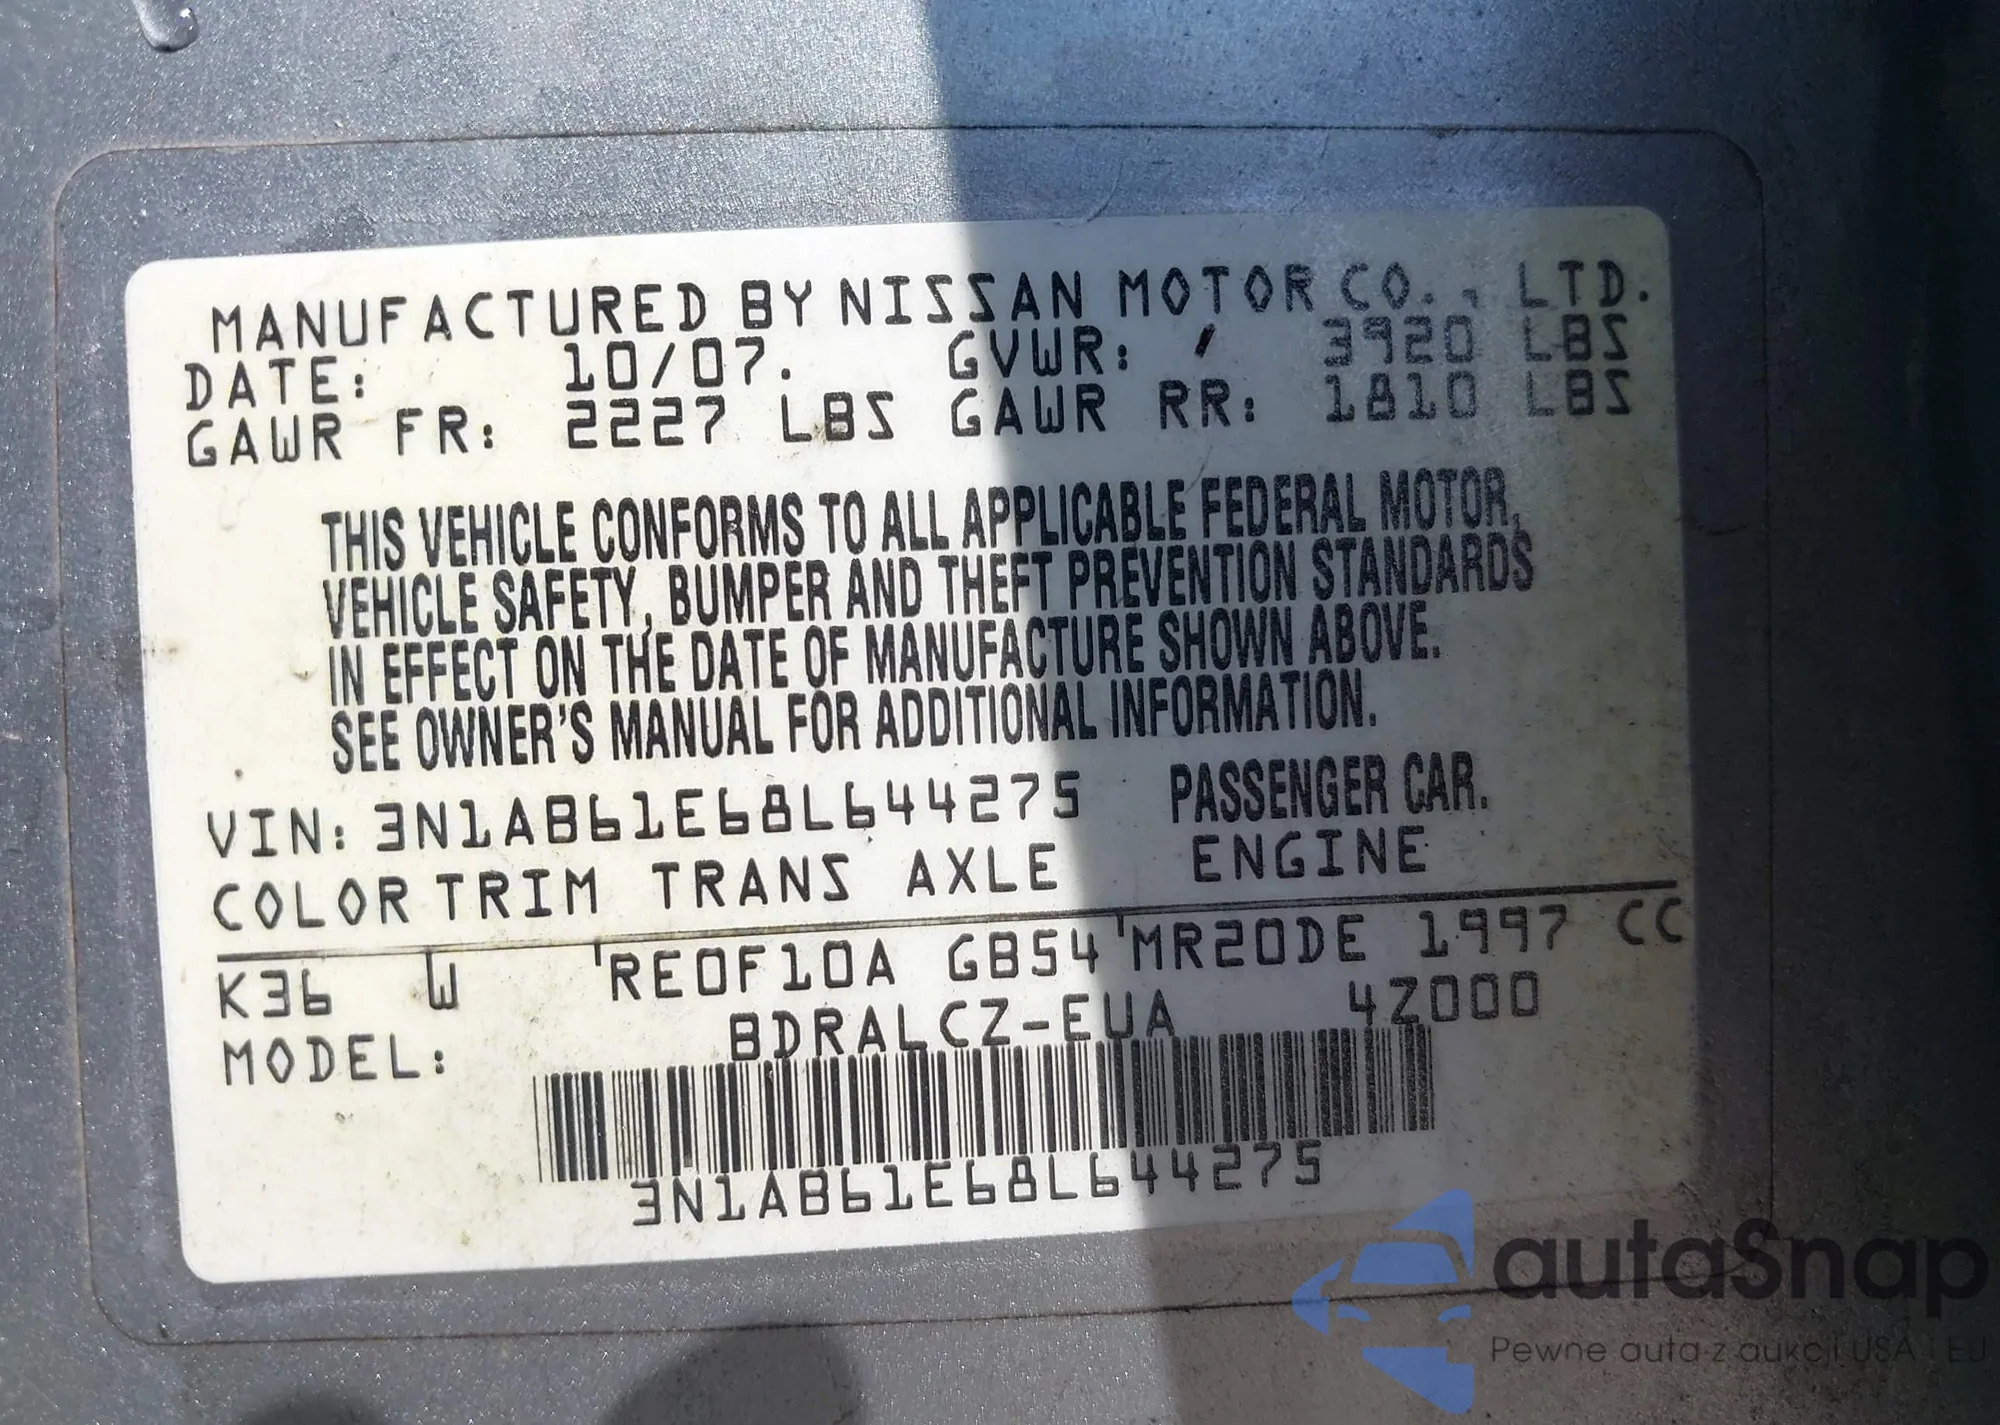 MANUFACTURED BY NISSAN MOTOR CO., LTD.
DATE: 10/07. GVWR: 3920 LBS
GAWR FR: 2227 LBS GAWR RR: 1810 LBS
THIS VEHICLE CONFORMS TO ALL APPLICABLE FEDERAL MOTOR,
VEHICLE SAFETY, BUMPER AND THEFT PREVENTION STANDARDS
IN EFFECT ON THE DATE OF MANUFACTURE SHOWN ABOVE.
SEE OWNER'S MANUAL FOR ADDITIONAL INFORMATION.
VIN: 3N1AB61E68L644275 PASSENGER CAR.
COLOR TRIM TRANS AXLE ENGINE
K36 W 'RE0F10A GB54 'MR20DE 1997 CC
MODEL: BDRALCZ-EUA 4Z000
3N1AB61E68L644275
autaSnap
Pewne auta z aukcji USA i EU